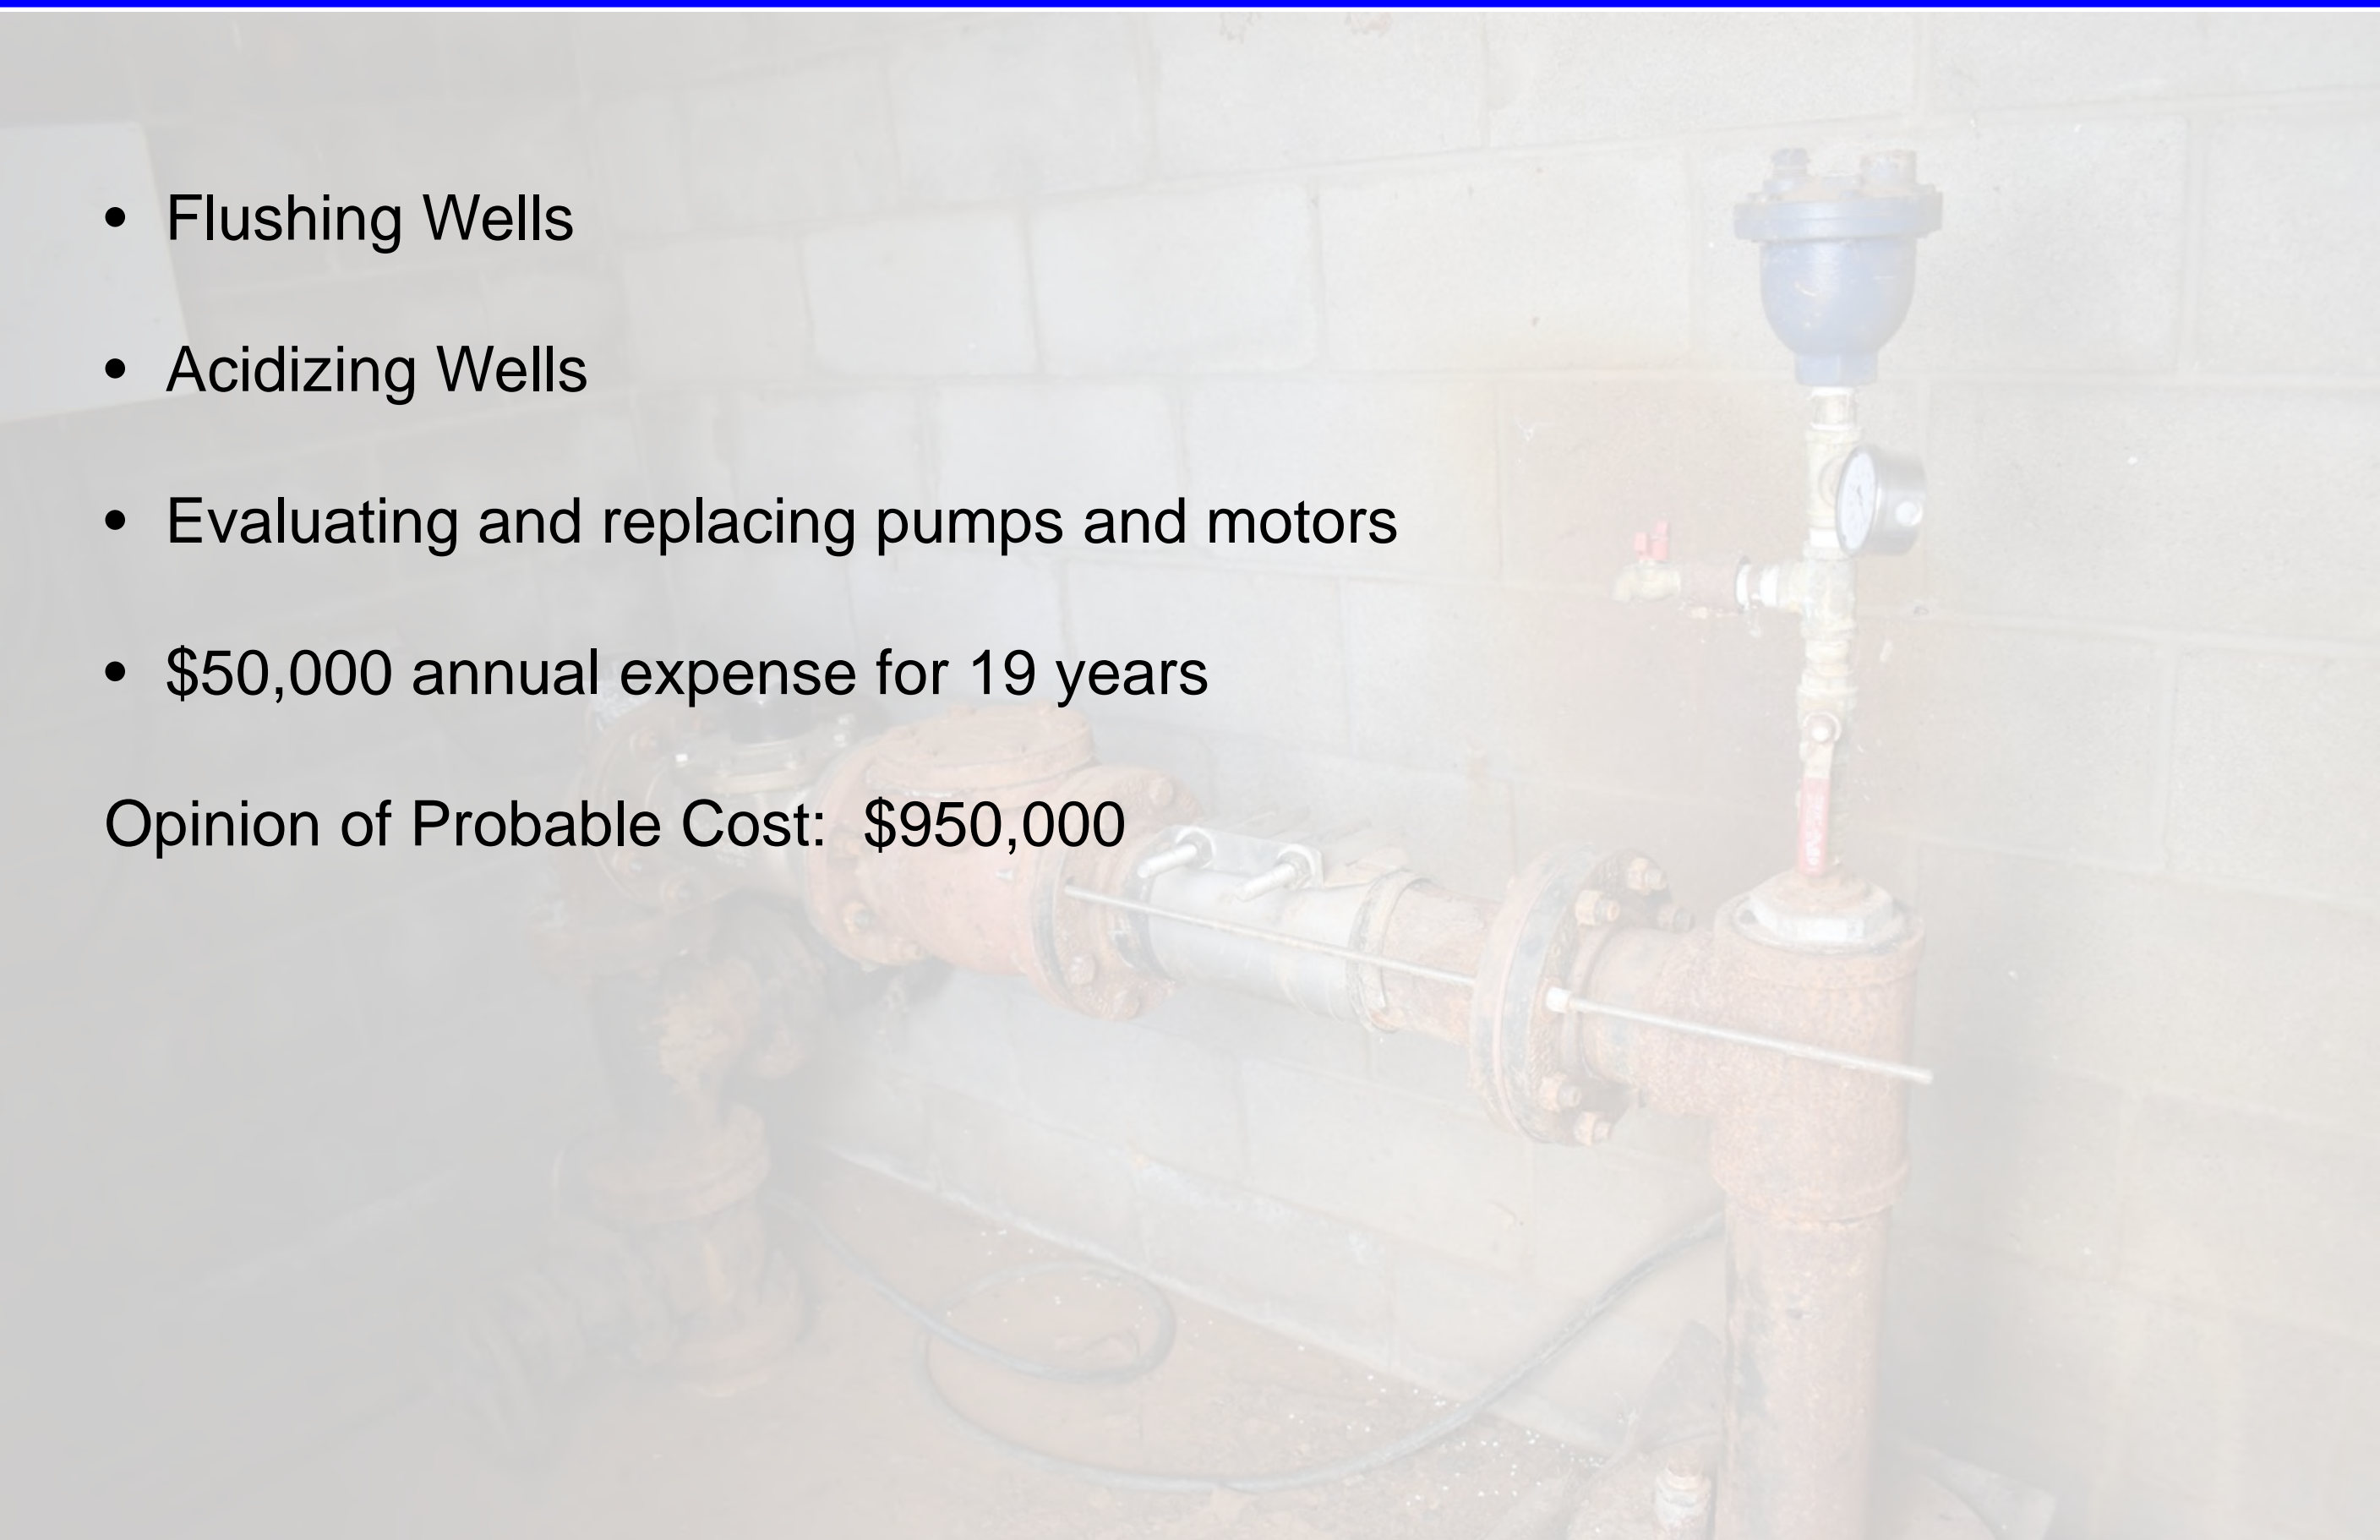 • Flushing Wells
• Acidizing Wells
• Evaluating and replacing pumps and motors
• $50,000 annual expense for 19 years
Opinion of Probable Cost:  $950,000